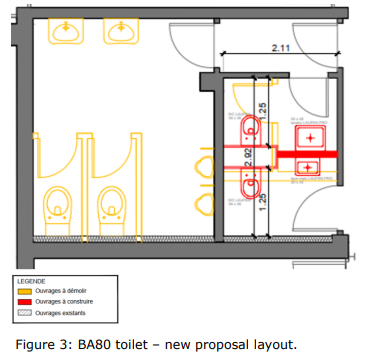 2.11
1.25
2.92
1.25
LEGENDE
Ouvrages à démolir
Ouvrages à construire
Ouvrages existants
Figure 3: BA80 toilet – new proposal layout.